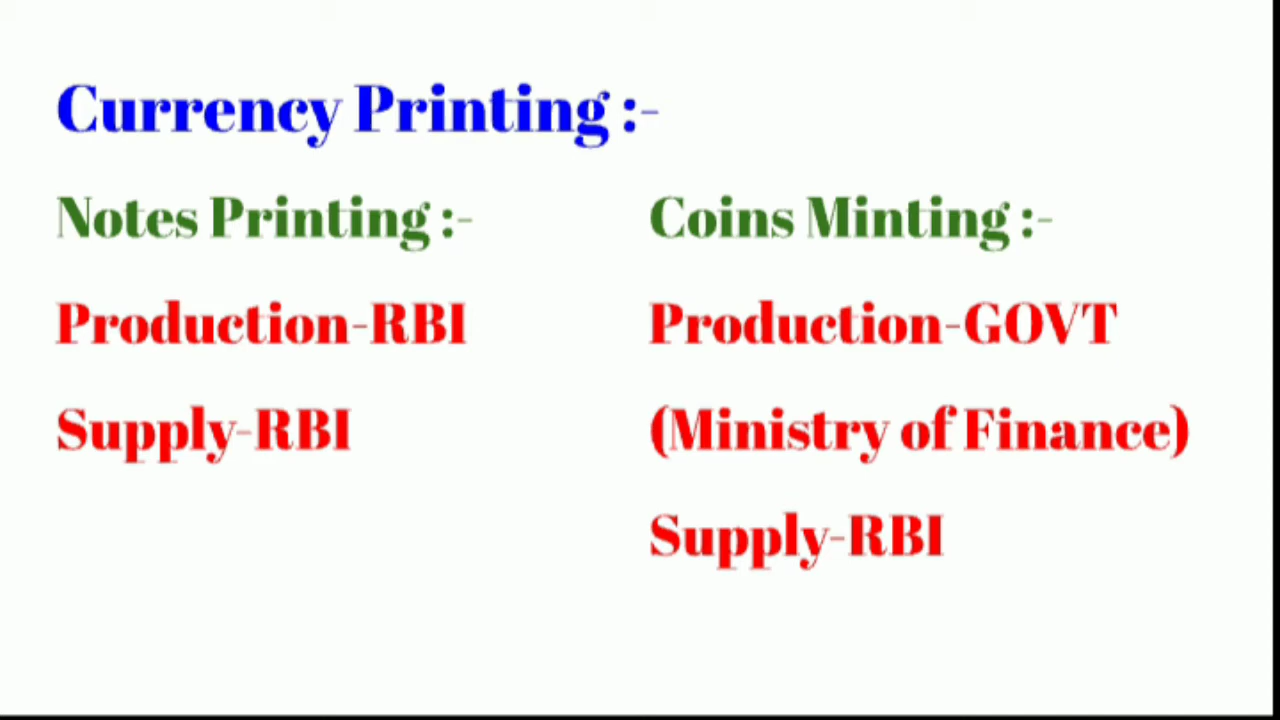 Currency Printing :-
Notes Printing :-
Production-RBI
Supply-RBI
Coins Minting :-
Production-GOVT
(Ministry of Finance)
Supply-RBI